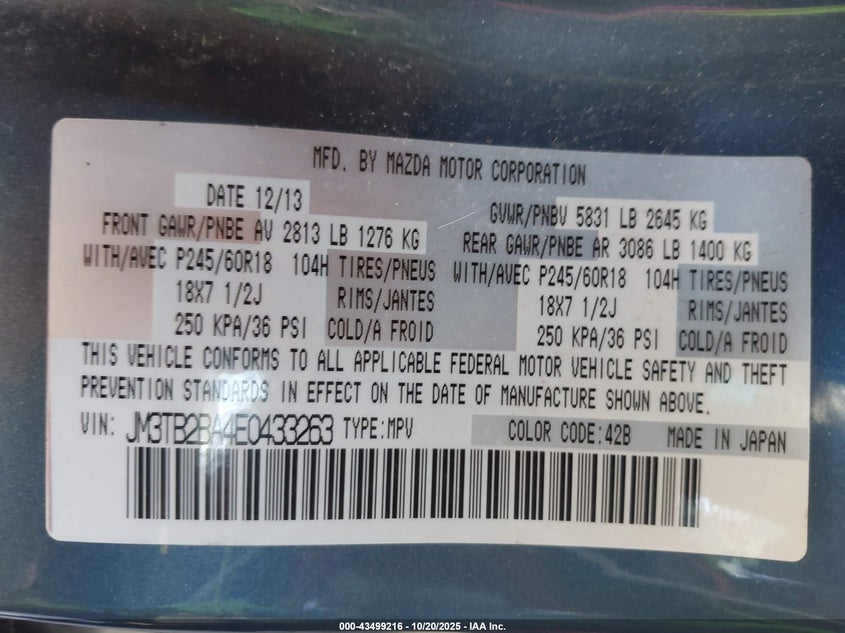 MFD. BY MAZDA MOTOR CORPORATION
DATE 12/13
GVWR/PNBV 5831 LB 2645 KG
FRONT GAWR/PNBE AV 2813 LB 1276 KG
REAR GAWR/PNBE AR 3086 LB 1400 KG
WITH/AVEC P245/60R18 104H TIRES/PNEUS
WITH/AVEC P245/60R18 104H TIRES/PNEUS
18X7 1/2J RIMS/JANTES
18X7 1/2J RIMS/JANTES
250 KPA/36 PSI COLD/A FROID
250 KPA/36 PSI COLD/A FROID
THIS VEHICLE CONFORMS TO ALL APPLICABLE FEDERAL MOTOR VEHICLE SAFETY AND THEFT
PREVENTION STANDARDS IN EFFECT ON THE DATE OF MANUFACTURE SHOWN ABOVE.
VIN: JM3TB2BA4E0433263 TYPE:MPV COLOR CODE:42B MADE IN JAPAN
000-43499216 - 10/20/2025 - IAA Inc.